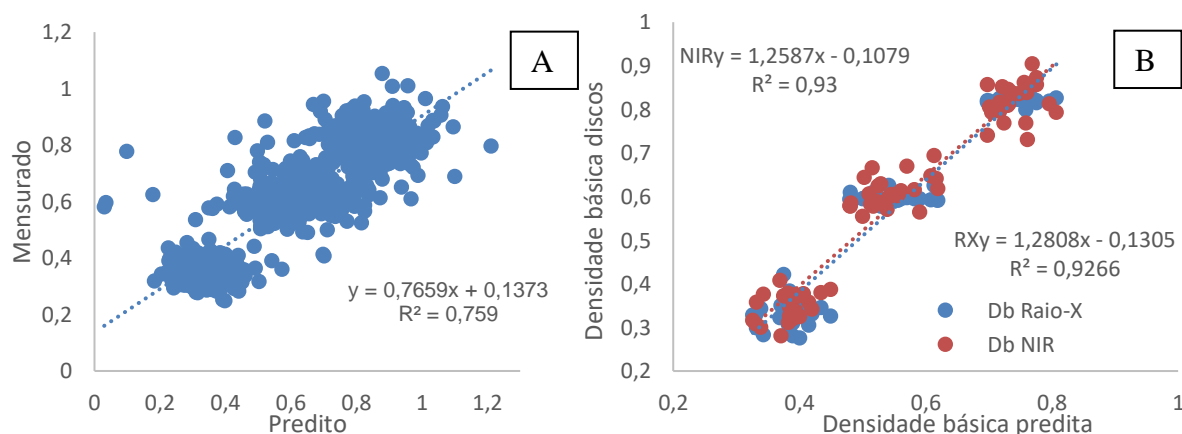 1,2
1
0,8
0,6
0,4
0,2
0
Mensurado
A
y = 0,7659x + 0,1373
R² = 0,759
0 0,2 0,4 0,6 0,8 1 1,2
Predito
1
0,9
0,8
0,7
0,6
0,5
0,4
0,3
0,2
Densidade básica discos
NIRy = 1,2587x - 0,1079
R² = 0,93
B
RXy = 1,2808x - 0,1305
R² = 0,9266
Db Raio-X
Db NIR
0,2 0,4 0,6 0,8 1
Densidade básica predita